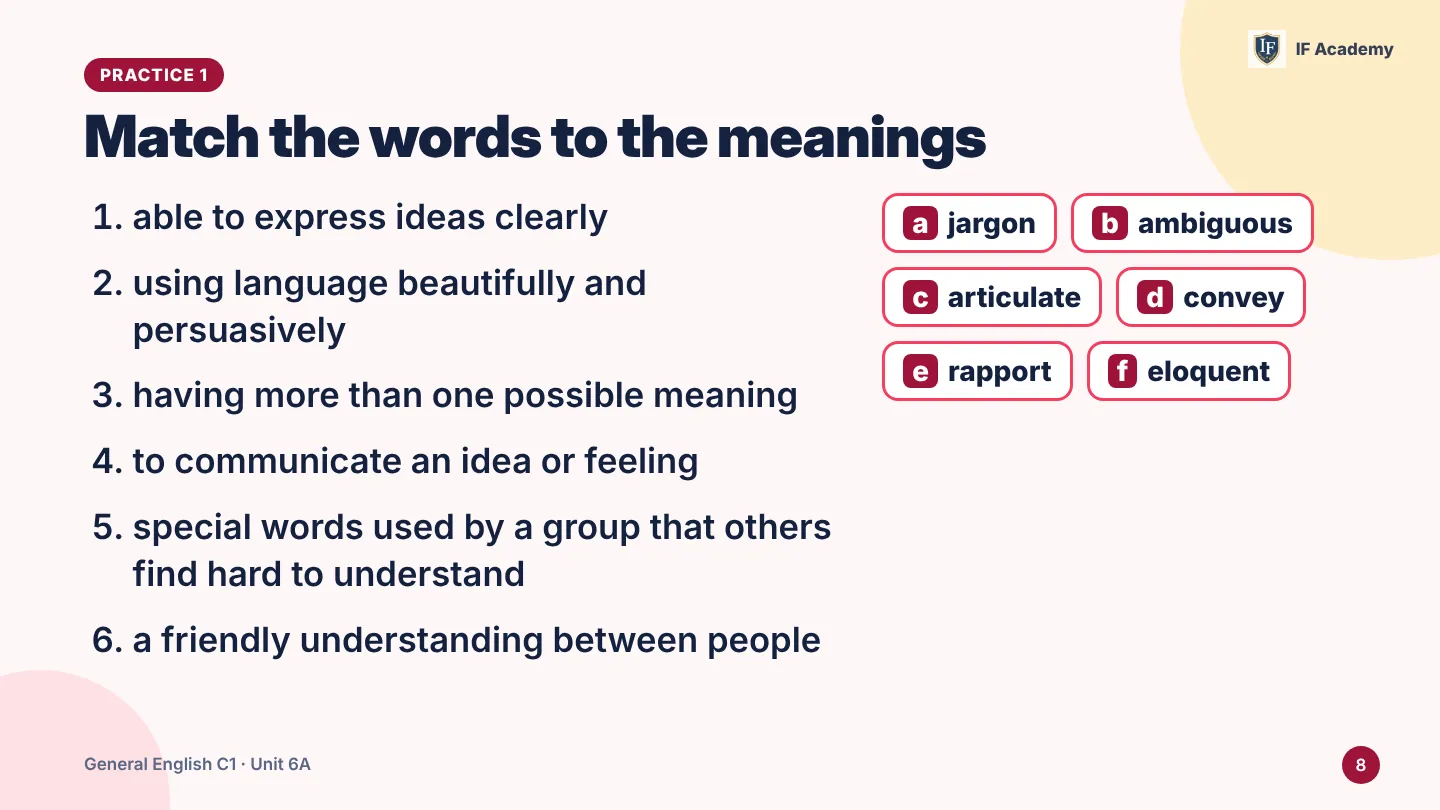 IF Academy
PRACTICE 1
Match the words to the meanings
1. able to express ideas clearly
2. using language beautifully and
persuasively
3. having more than one possible meaning
4. to communicate an idea or feeling
5. special words used by a group that others
find hard to understand
6. a friendly understanding between people
a jargon
b ambiguous
c articulate
d convey
e rapport
f eloquent
General English C1 · Unit 6A
8